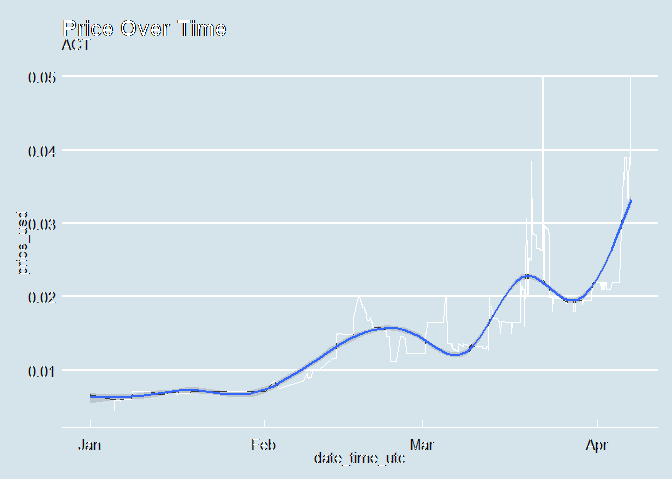 Price Over Time
ACT
0.05
0.04
0.03
0.02
0.01
price_usd
Jan
Feb
Mar
Apr
date_time_utc